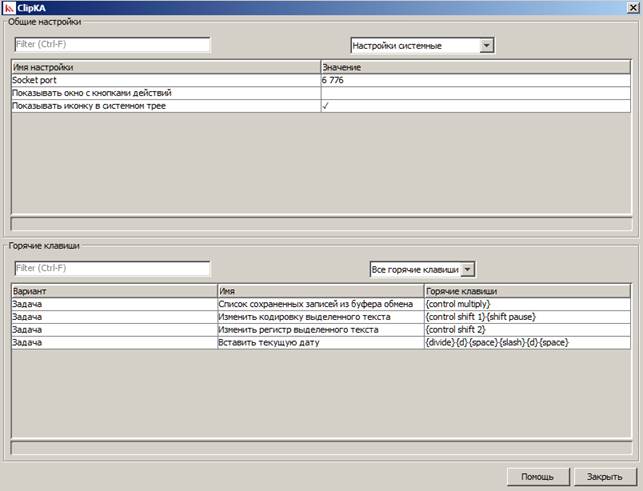 ClipKA
Общие настройки
Filter (Ctrl-F)
Настройки системные
Имя настройки Значение
Socket port 6 776
Показывать окно с кнопками действий
Показывать иконку в системном трее ✓
Горячие клавиши
Filter (Ctrl-F)
Все горячие клавиши
Вариант Имя Горячие клавиши
Задача Список сохраненных записей из буфера обмена {control multiply}
Задача Изменить кодировку выделенного текста {control shift 1}{shift pause}
Задача Изменить регистр выделенного текста {control shift 2}
Задача Вставить текущую дату {divide}{d}{space}{slash}{d}{space}
Помощь Закрыть